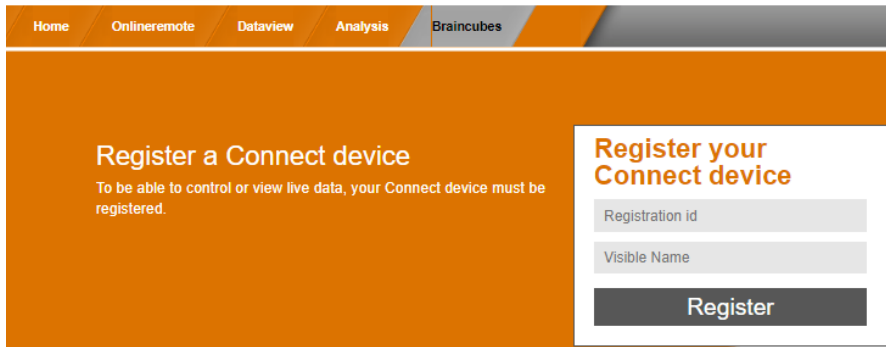 Home Onlineremote Dataview Analysis Braincubes
Register a Connect device
To be able to control or view live data, your Connect device must be
registered.
Register your
Connect device
Registration id
Visible Name
Register